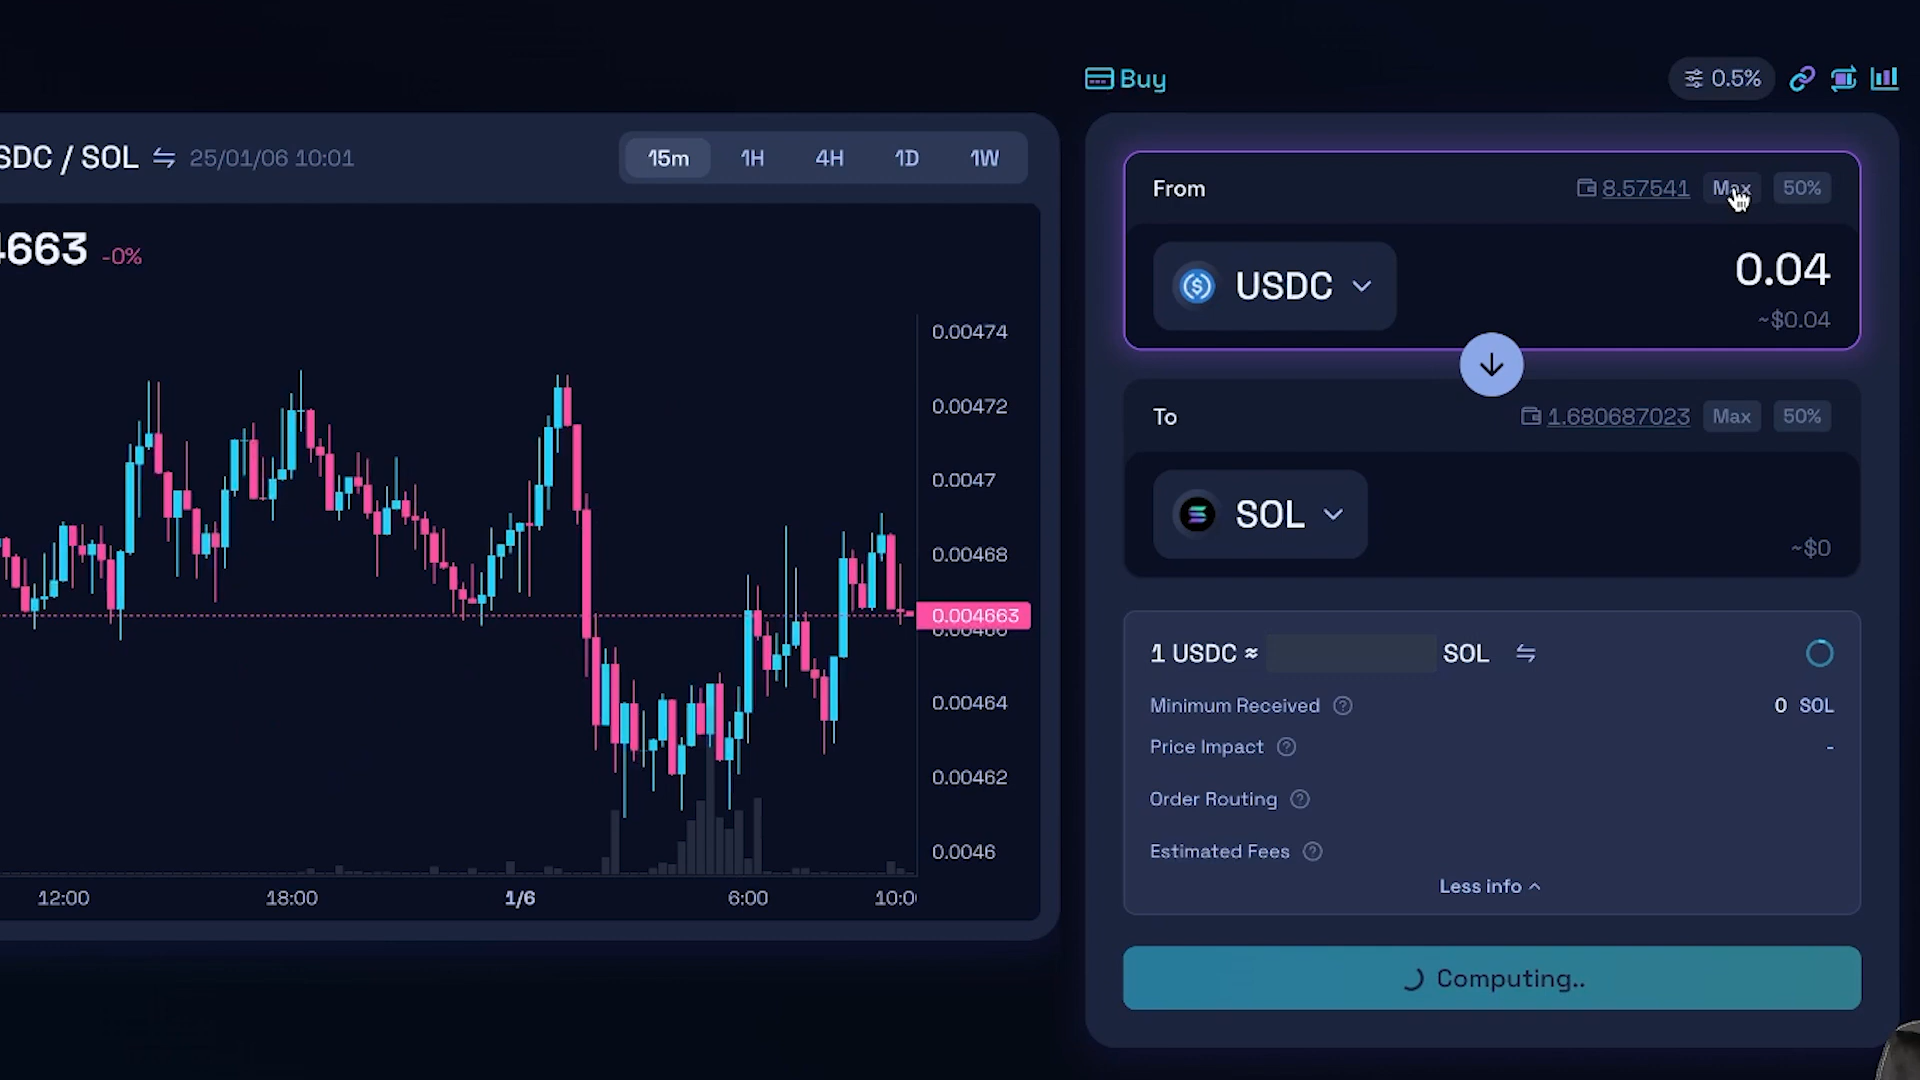 Buy
0.5%
SDC / SOL
25/01/06 10:01
15m
1H
4H
1D
1W
4663
-0%
0.00474
0.00472
0.0047
0.00468
0.004663
0.00466
0.00464
0.00462
0.0046
12:00
18:00
1/6
6:00
10:0
From
8.57541
Max
50%
USDC
0.04
~$0.04
To
1.680687023
Max
50%
SOL
~$0
1 USDC ≈ SOL
Minimum Received ?
0 SOL
Price Impact ?
-
Order Routing ?
Estimated Fees ?
Less info
Computing..